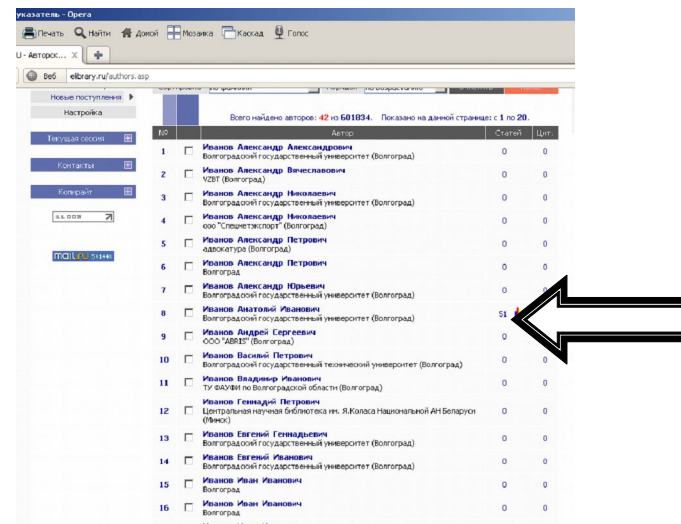 указатель - Opera
Печать Найти Домой Мозаика Каскад Голос
U - Авторск...
Веб elibrary.ru/authors.asp
Новые поступления
Настройка
Текущая сессия
Контакты
Копирайт
mail.ru
Всего найдено авторов: 42 из 601834. Показано на данной странице: с 1 по 20.
№ Автор Статей Цит.
1 Иванов Александр Александрович 0 0
Волгоградский государственный университет (Волгоград)
2 Иванов Александр Вячеславович 0 0
VZBT (Волгоград)
3 Иванов Александр Николаевич 0 0
Волгоградский государственный университет (Волгоград)
4 Иванов Александр Николаевич 0 0
ооо "Спецметэкспорт" (Волгоград)
5 Иванов Александр Петрович 0 0
адвокатура (Волгоград)
6 Иванов Александр Петрович 0 0
Волгоград
7 Иванов Александр Юрьевич 0 0
Волгоградский государственный университет (Волгоград)
8 Иванов Анатолий Иванович 51
Волгоградский государственный университет (Волгоград)
9 Иванов Андрей Сергеевич 0
ООО "ABRIS" (Волгоград)
10 Иванов Василий Петрович 0 0
Волгоградский государственный технический университет (Волгоград)
11 Иванов Владимир Иванович 0 0
ТУ ФАУФИ по Волгоградской области (Волгоград)
12 Иванов Геннадий Петрович 0 0
Центральная научная библиотека им. Я.Коласа Национальной АН Беларуси
(Минск)
13 Иванов Евгений Геннадьевич 0 0
Волгоградский государственный университет (Волгоград)
14 Иванов Евгений Иванович 0 0
Волгоградский государственный университет (Волгоград)
15 Иванов Иван Иванович 0 0
Волгоград
16 Иванов Иван Иванович 0 0
Волгоград